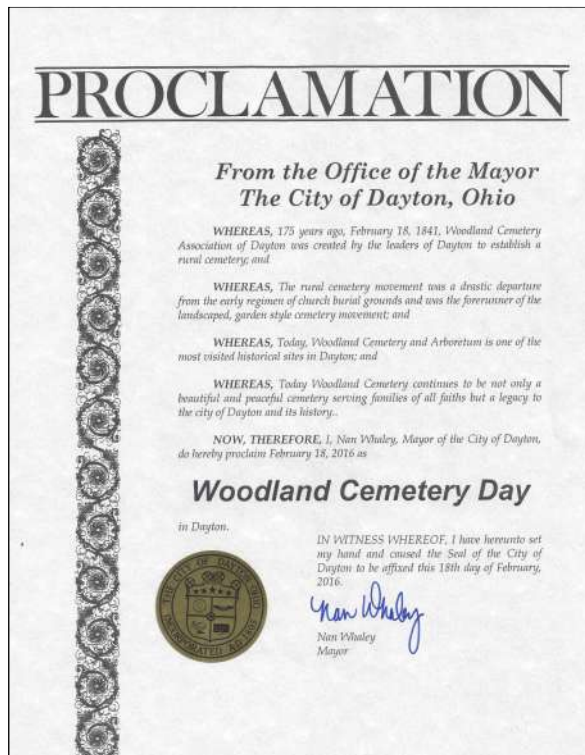 PROCLAMATION
From the Office of the Mayor
The City of Dayton, Ohio
WHEREAS, 175 years ago, February 18, 1841, Woodland Cemetery
Association of Dayton was created by the leaders of Dayton to establish a
rural cemetery; and
WHEREAS, The rural cemetery movement was a drastic departure
from the early regimen of church burial grounds and was the forerunner of the
landscaped, garden style cemetery movement; and
WHEREAS, Today, Woodland Cemetery and Arboretum is one of the
most visited historical sites in Dayton; and
WHEREAS, Today Woodland Cemetery continues to be not only a
beautiful and peaceful cemetery serving families of all faiths but a legacy to
the city of Dayton and its history..
NOW, THEREFORE, I, Nan Whaley, Mayor of the City of Dayton,
do hereby proclaim February 18, 2016 as
Woodland Cemetery Day
in Dayton.
IN WITNESS WHEREOF, I have hereunto set
my hand and caused the Seal of the City of
Dayton to be affixed this 18th day of February,
2016.
Nan Whaley
Nan Whaley
Mayor
THE CITY OF DAYTON, OHIO
INCORPORATED A.D. 1805